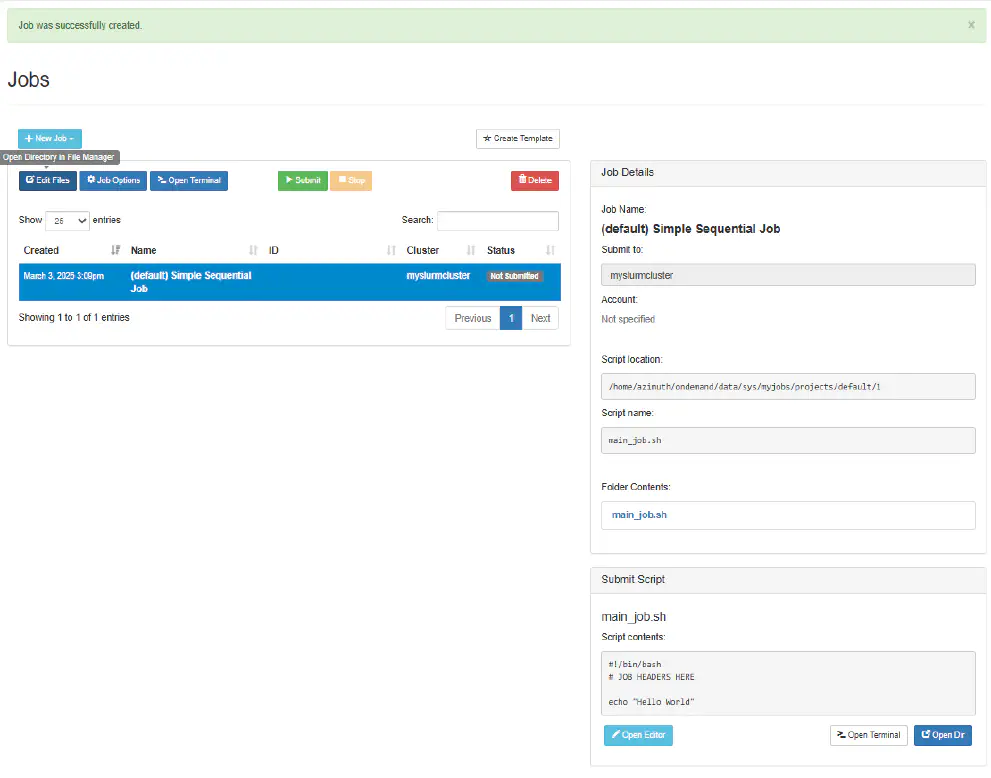 Job was successfully created.
×
Jobs
New Job
Create Template
Open Directory in File Manager
Edit Files
Job Options
Open Terminal
Submit
Stop
Delete
Show 25 entries
Search:
Created Name ID Cluster Status
March 3, 2025 3:09pm (default) Simple Sequential myslurmcluster Not Submitted
Job
Showing 1 to 1 of 1 entries
Previous 1 Next
Job Details
Job Name:
(default) Simple Sequential Job
Submit to:
myslurmcluster
Account:
Not specified
Script location:
/home/azimuth/ondemand/data/sys/myjobs/projects/default/1
Script name:
main_job.sh
Folder Contents:
main_job.sh
Submit Script
main_job.sh
Script contents:
#!/bin/bash
# JOB HEADERS HERE
echo "Hello World"
Open Editor
Open Terminal
Open Dir